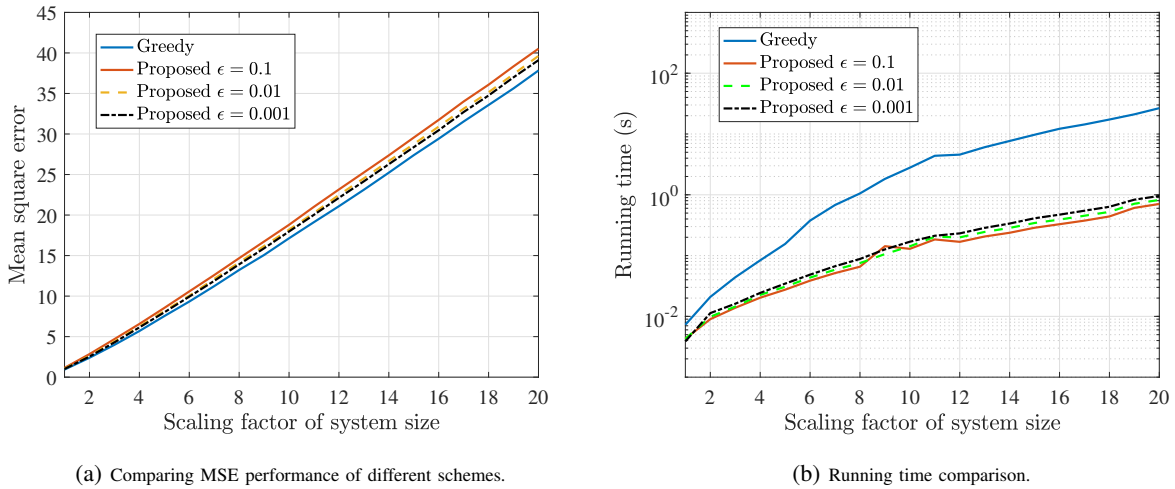 45
40
35
30
25
20
15
10
5
0
Mean square error
Greedy
Proposed ϵ = 0.1
Proposed ϵ = 0.01
Proposed ϵ = 0.001
2 4 6 8 10 12 14 16 18 20
Scaling factor of system size
(a) Comparing MSE performance of different schemes.
10^2
10^0
10^-2
Running time (s)
Greedy
Proposed ϵ = 0.1
Proposed ϵ = 0.01
Proposed ϵ = 0.001
2 4 6 8 10 12 14 16 18 20
Scaling factor of system size
(b) Running time comparison.